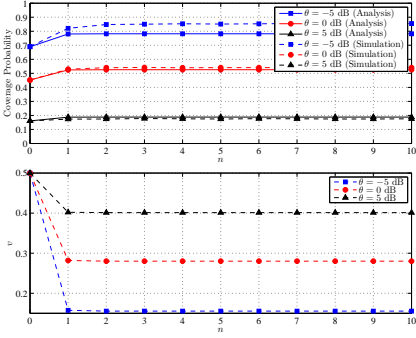 1
0.9
0.8
0.7
0.6
0.5
0.4
0.3
0.2
0.1
0
Coverage Probability
θ = −5 dB (Analysis)
θ = 0 dB (Analysis)
θ = 5 dB (Analysis)
θ = −5 dB (Simulation)
θ = 0 dB (Simulation)
θ = 5 dB (Simulation)
0 1 2 3 4 5 6 7 8 9 10
n
0.5
0.4
0.3
0.2
v
θ = −5 dB
θ = 0 dB
θ = 5 dB
0 1 2 3 4 5 6 7 8 9 10
n